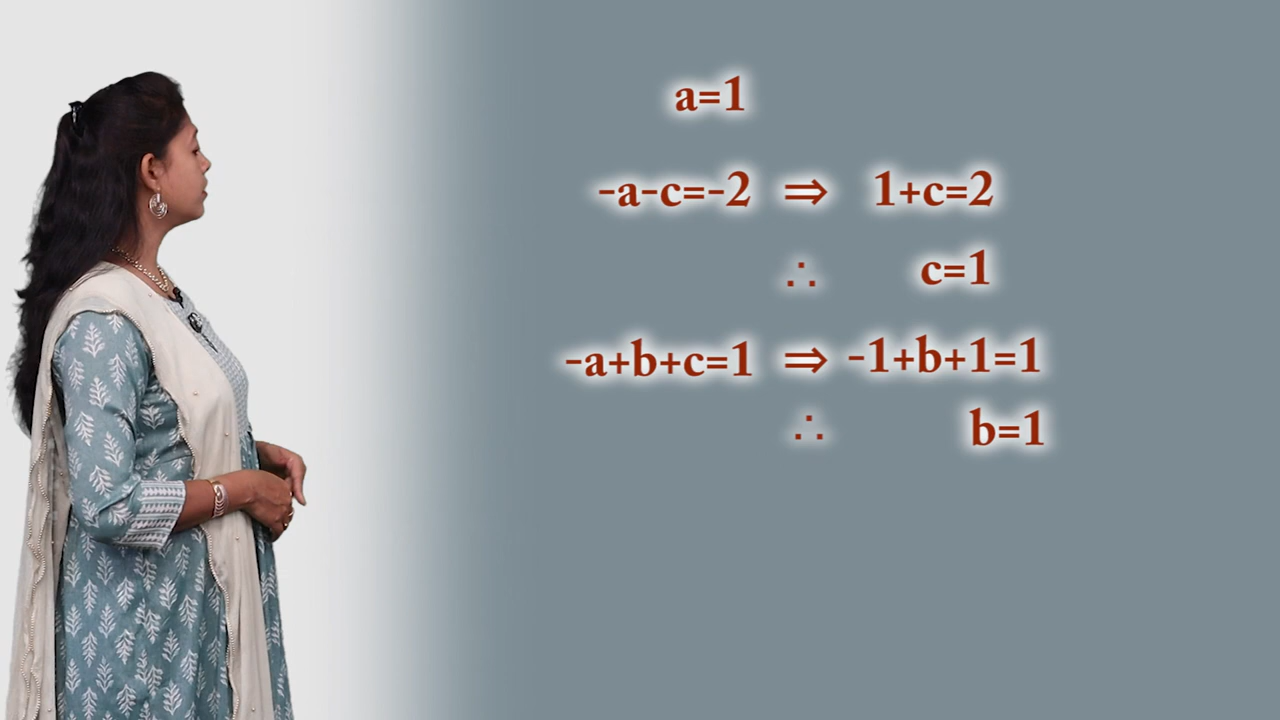 a=1
-a-c=-2 ⇒ 1+c=2
∴ c=1
-a+b+c=1 ⇒ -1+b+1=1
∴ b=1